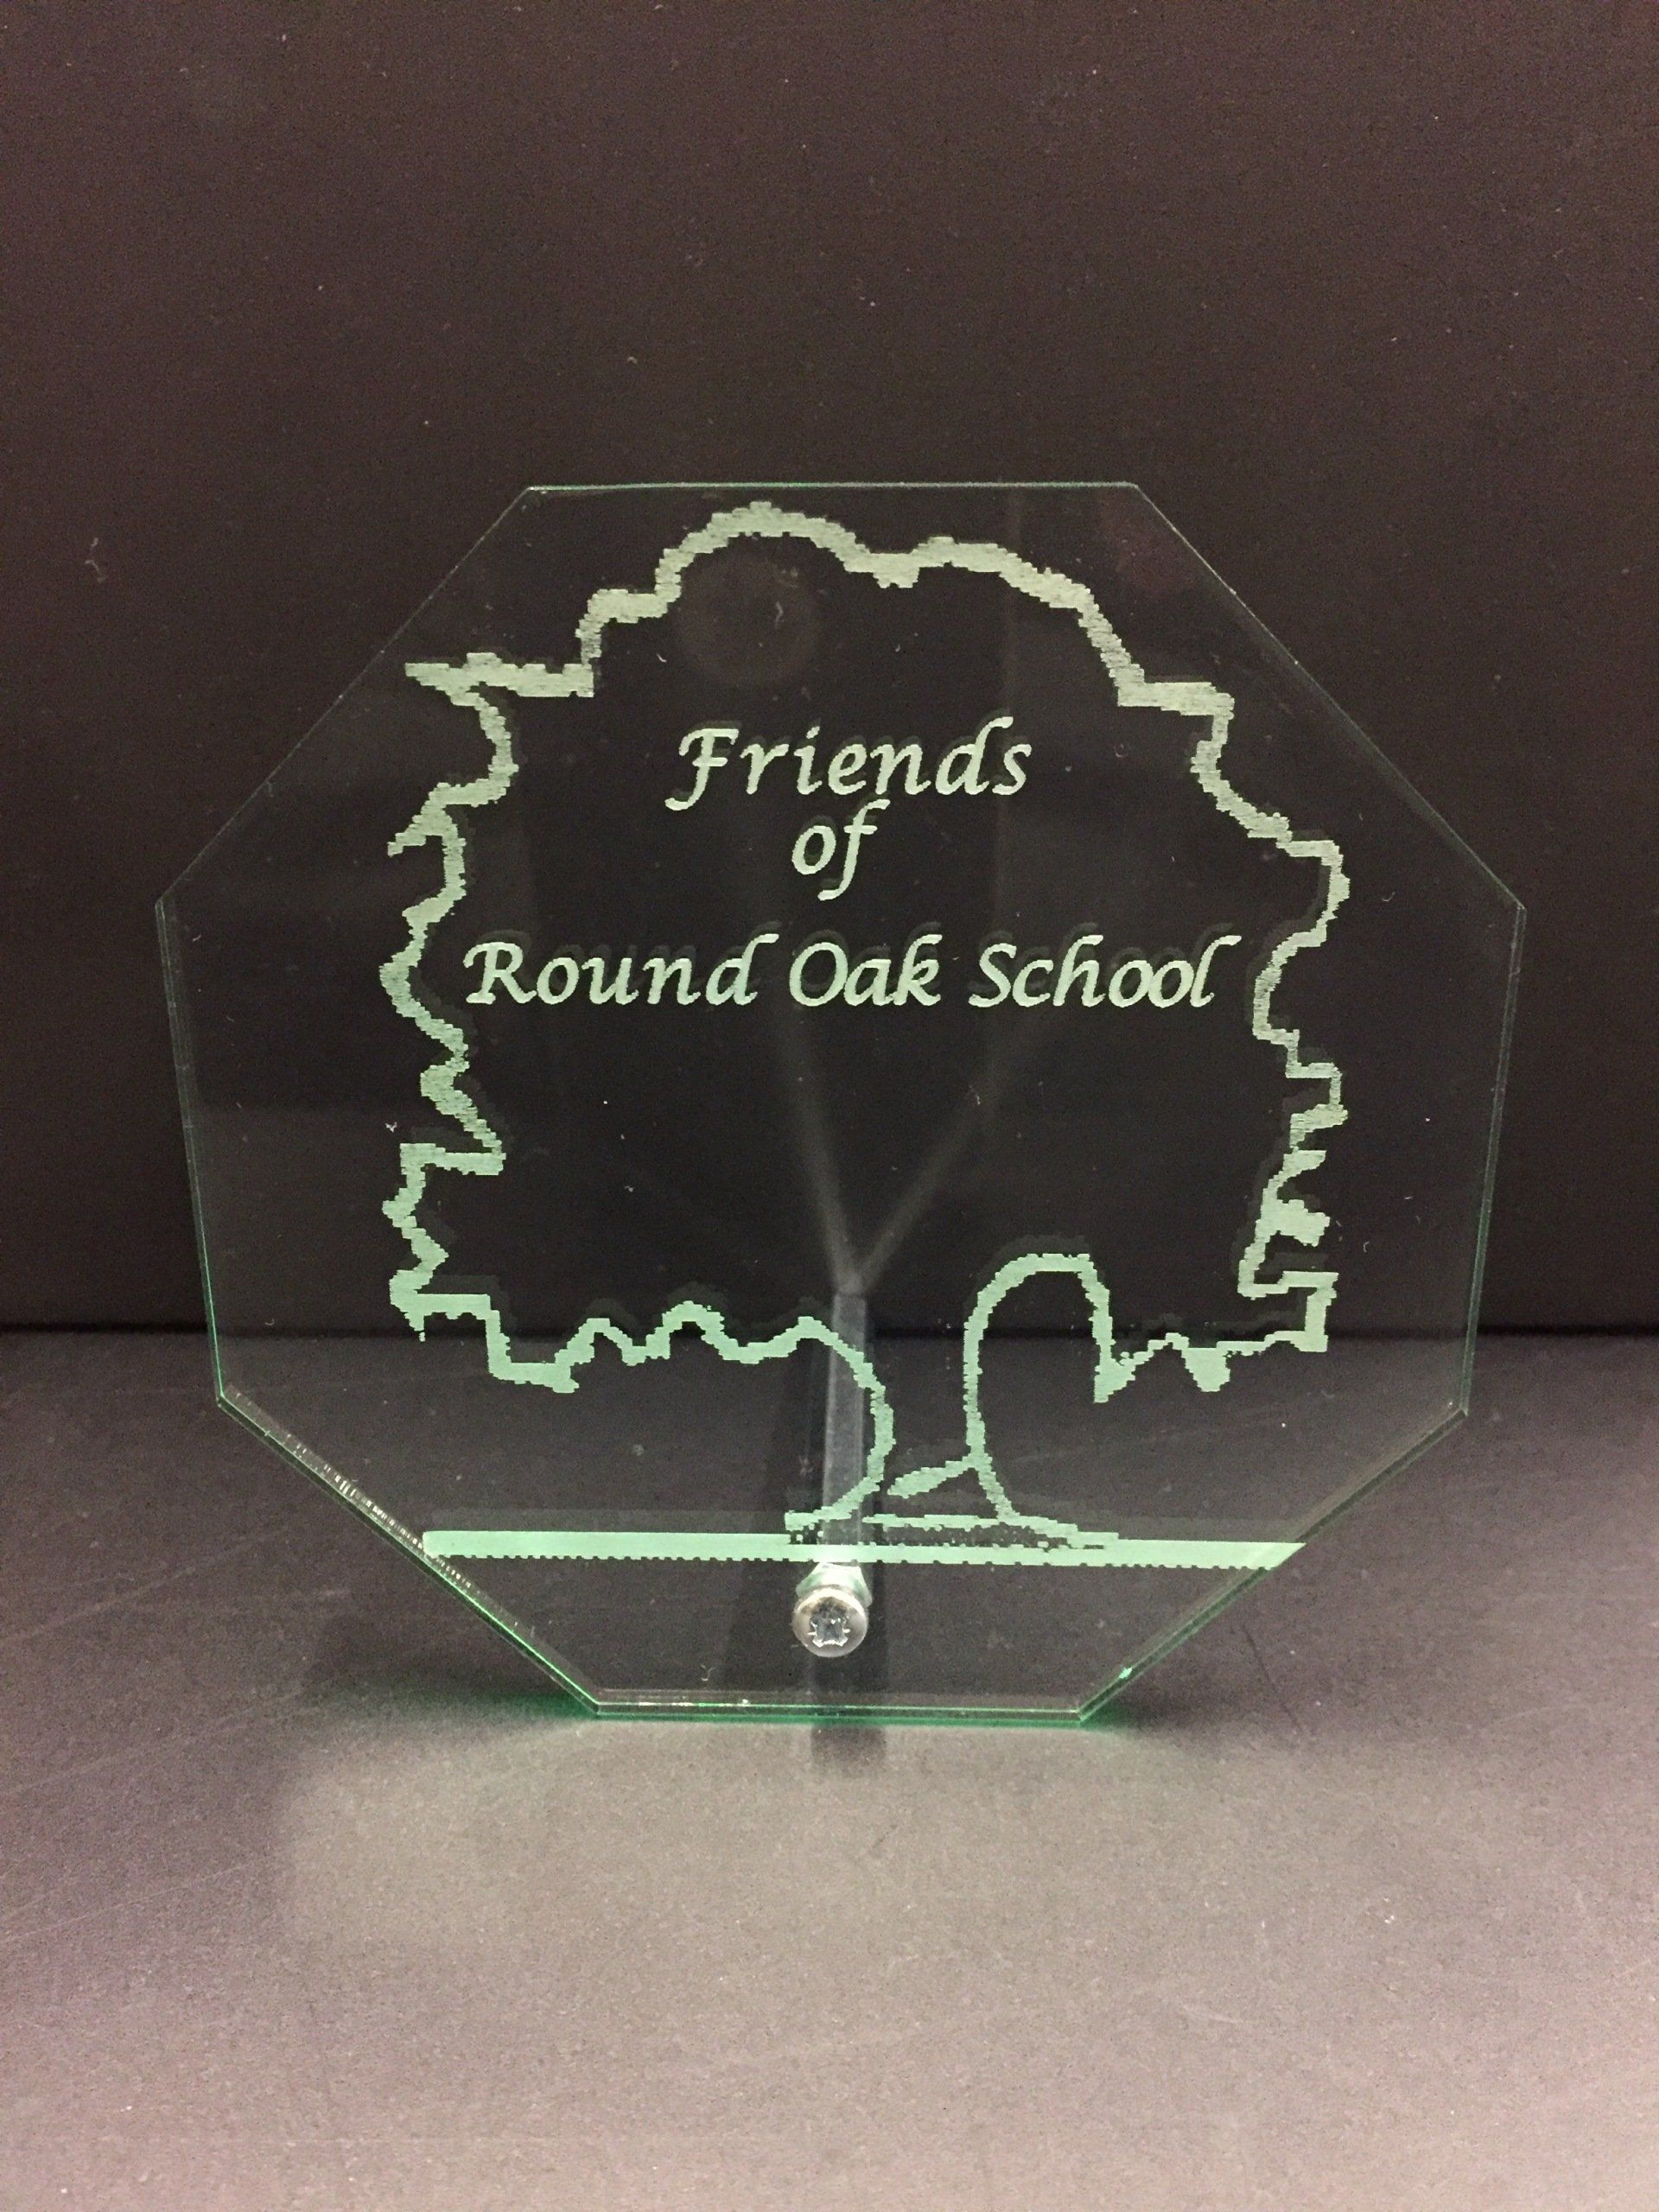 Friends
of
Round Oak School